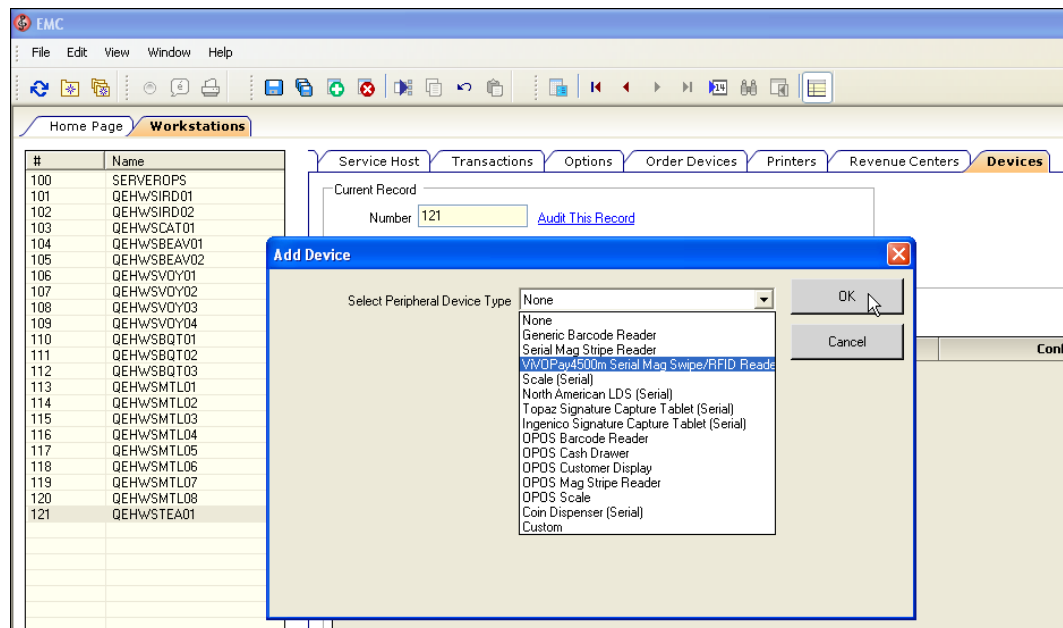 EMC
File Edit View Window Help
14
Home Page Workstations
# Name
100 SERVEROPS
101 QEHWSIRD01
102 QEHWSIRD02
103 QEHWSCAT01
104 QEHWSBEAV01
105 QEHWSBEAV02
106 QEHWSVOY01
107 QEHWSVOY02
108 QEHWSVOY03
109 QEHWSVOY04
110 QEHWSBQT01
111 QEHWSBQT02
112 QEHWSBQT03
113 QEHWSMTL01
114 QEHWSMTL02
115 QEHWSMTL03
116 QEHWSMTL04
117 QEHWSMTL05
118 QEHWSMTL06
119 QEHWSMTL07
120 QEHWSMTL08
121 QEHWSTEA01
Service Host Transactions Options Order Devices Printers Revenue Centers Devices
Current Record
Number 121 Audit This Record
Add Device
Select Peripheral Device Type None OK
Cancel
None
Generic Barcode Reader
Serial Mag Stripe Reader
ViVOPay4500m Serial Mag Swipe/RFID Reade
Scale (Serial)
North American LDS (Serial)
Topaz Signature Capture Tablet (Serial)
Ingenico Signature Capture Tablet (Serial)
OPOS Barcode Reader
OPOS Cash Drawer
OPOS Customer Display
OPOS Mag Stripe Reader
OPOS Scale
Coin Dispenser (Serial)
Custom